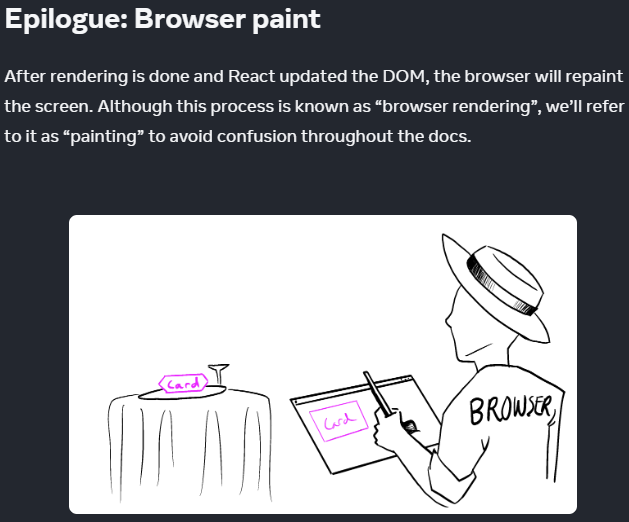 Epilogue: Browser paint
After rendering is done and React updated the DOM, the browser will repaint
the screen. Although this process is known as “browser rendering”, we’ll refer
to it as “painting” to avoid confusion throughout the docs.
Card
Card
BROWSER